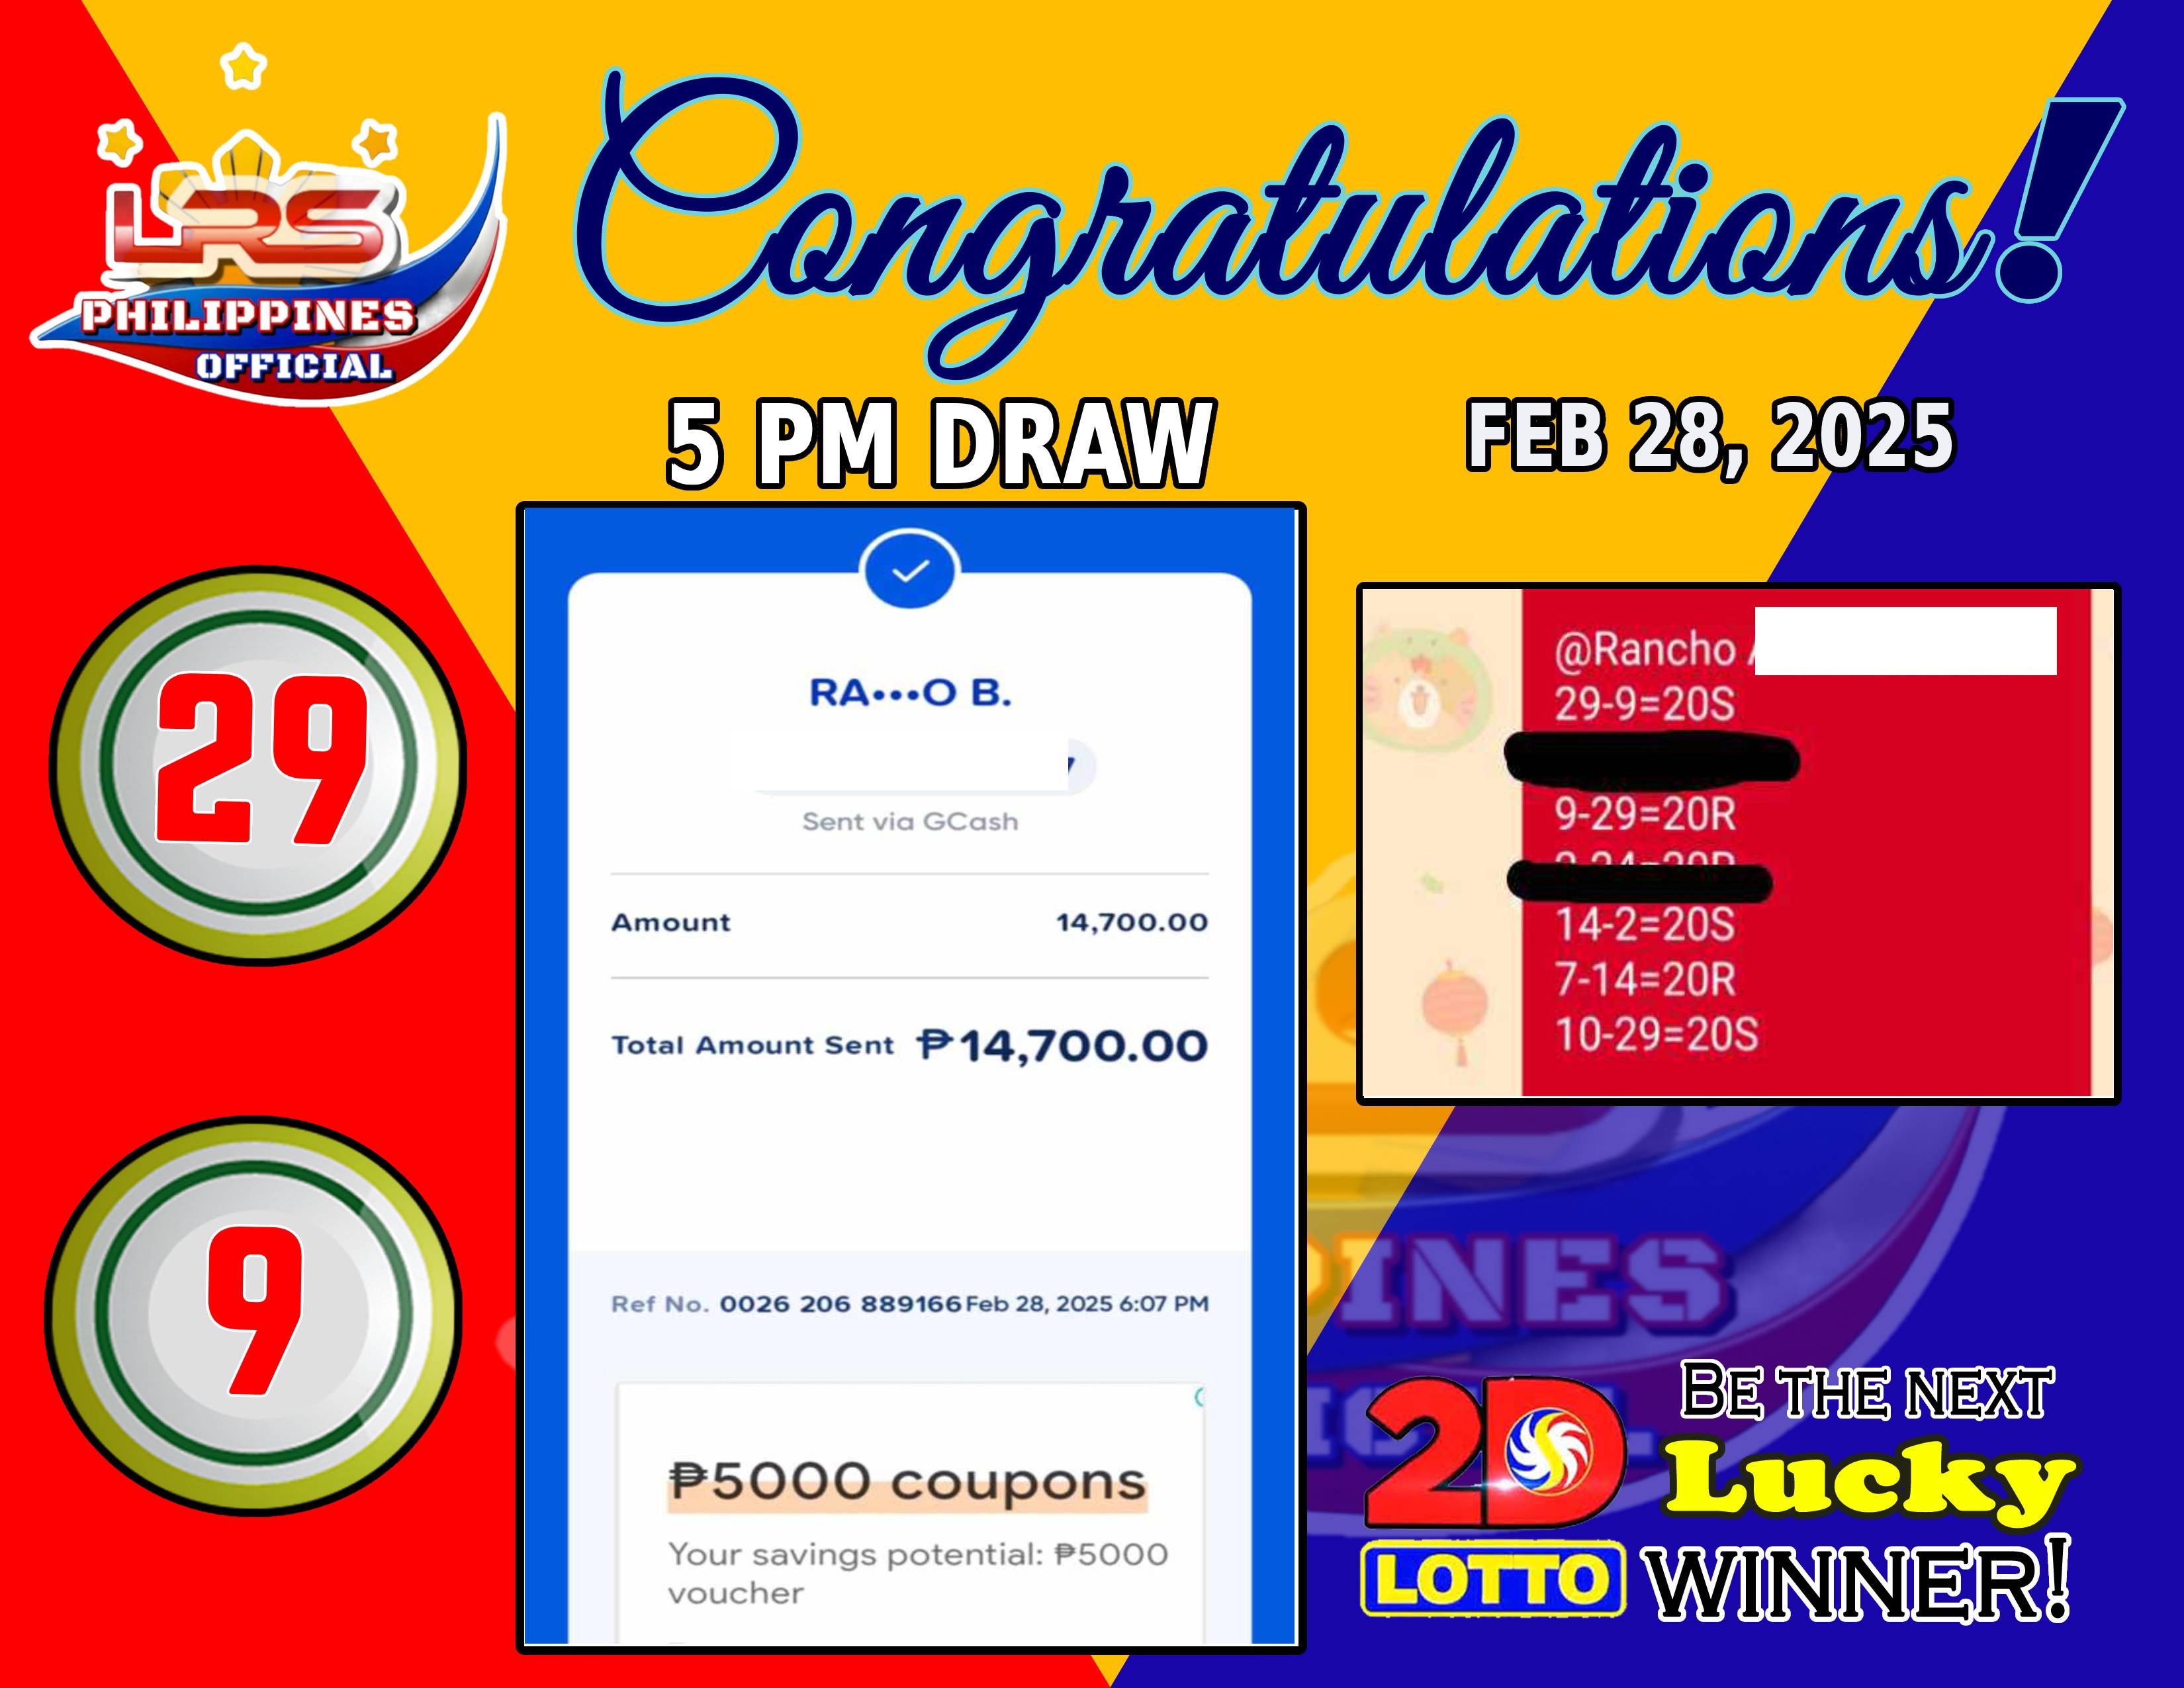 LRS
PHILIPPINES
OFFICIAL
Congratulations!
5 PM DRAW
FEB 28, 2025
29
9
RA•••O B.
Sent via GCash
Amount 14,700.00
Total Amount Sent ₱14,700.00
Ref No. 0026 206 889166 Feb 28, 2025 6:07 PM
₱5000 coupons
Your savings potential: ₱5000
voucher
@Rancho
29-9=20S
9-29=20R
14-2=20S
7-14=20R
10-29=20S
PINES
2D
LOTTO
BE THE NEXT
Lucky
WINNER!